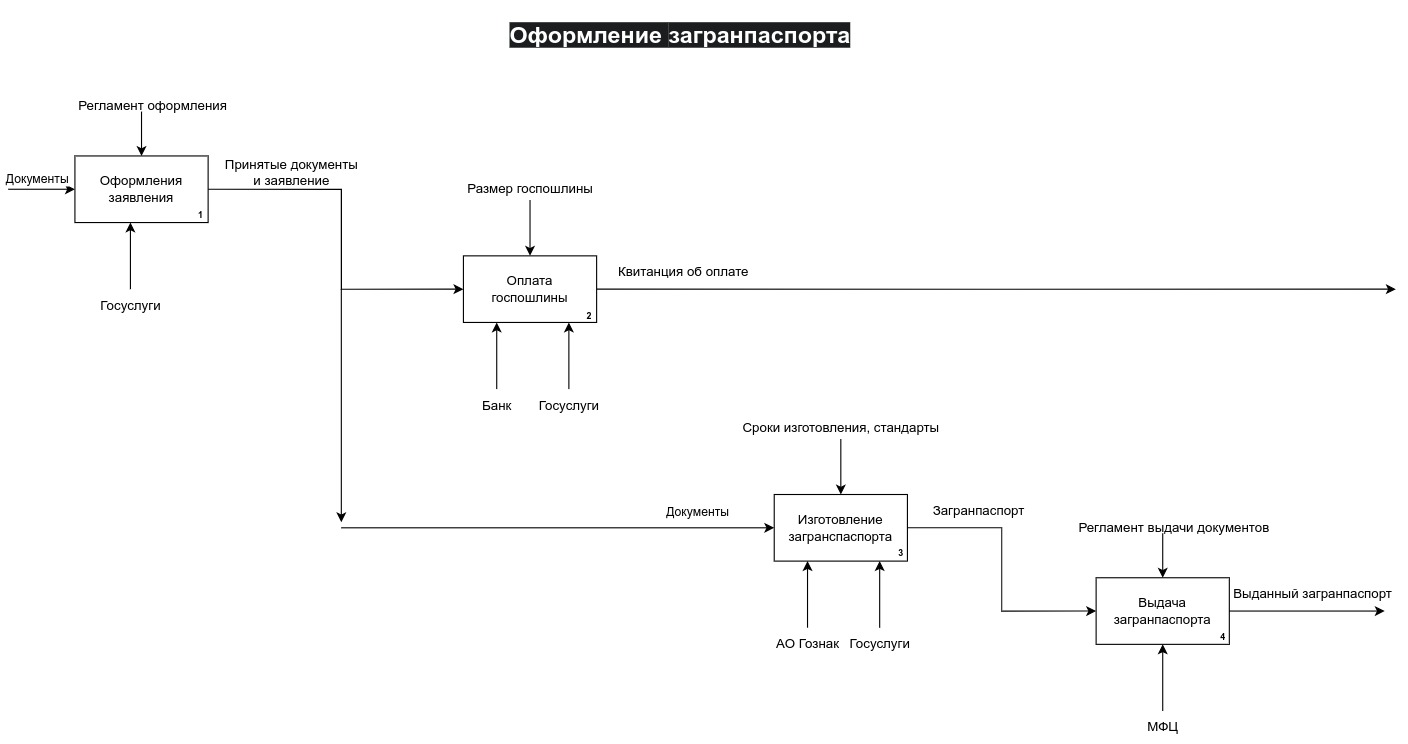 Оформление загранпаспорта
Регламент оформления
Документы
Оформления
заявления
1
Принятые документы
и заявление
Госуслуги
Размер госпошлины
Оплата
госпошлины
2
Квитанция об оплате
Банк
Госуслуги
Сроки изготовления, стандарты
Документы
Изготовление
загранспаспорта
3
Загранпаспорт
АО Гознак
Госуслуги
Регламент выдачи документов
Выдача
загранпаспорта
4
Выданный загранпаспорт
МФЦ